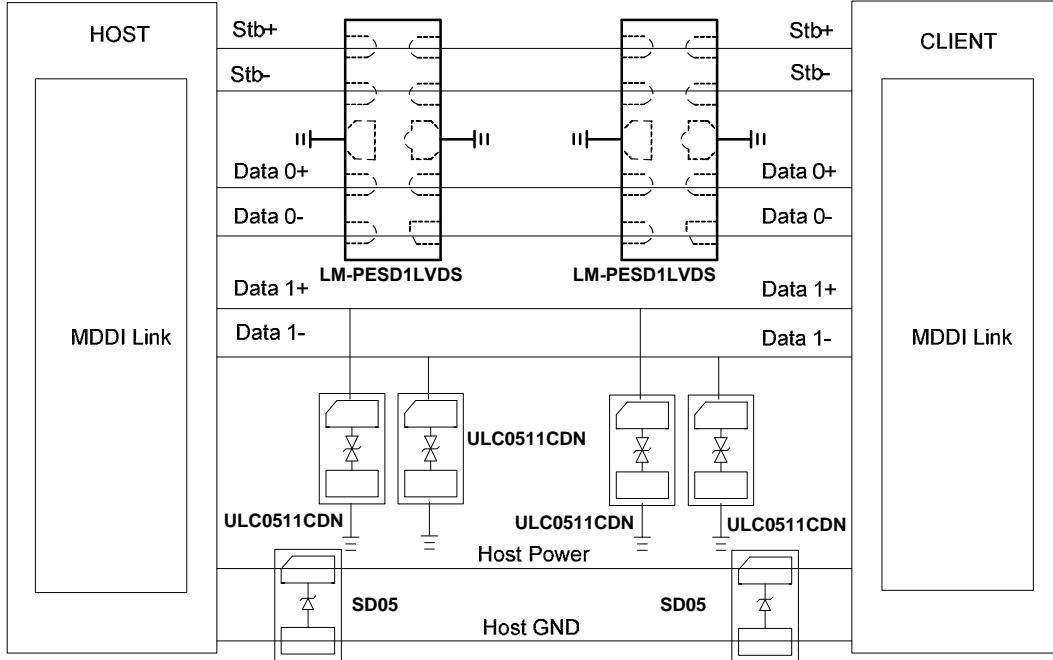 HOST
Stb+
Stb+
CLIENT
Stb-
Stb-
Data 0+
Data 0+
Data 0-
Data 0-
LM-PESD1LVDS
LM-PESD1LVDS
Data 1+
Data 1+
MDDI Link
Data 1-
Data 1-
MDDI Link
ULC0511CDN
ULC0511CDN
ULC0511CDN
ULC0511CDN
Host Power
SD05
SD05
Host GND